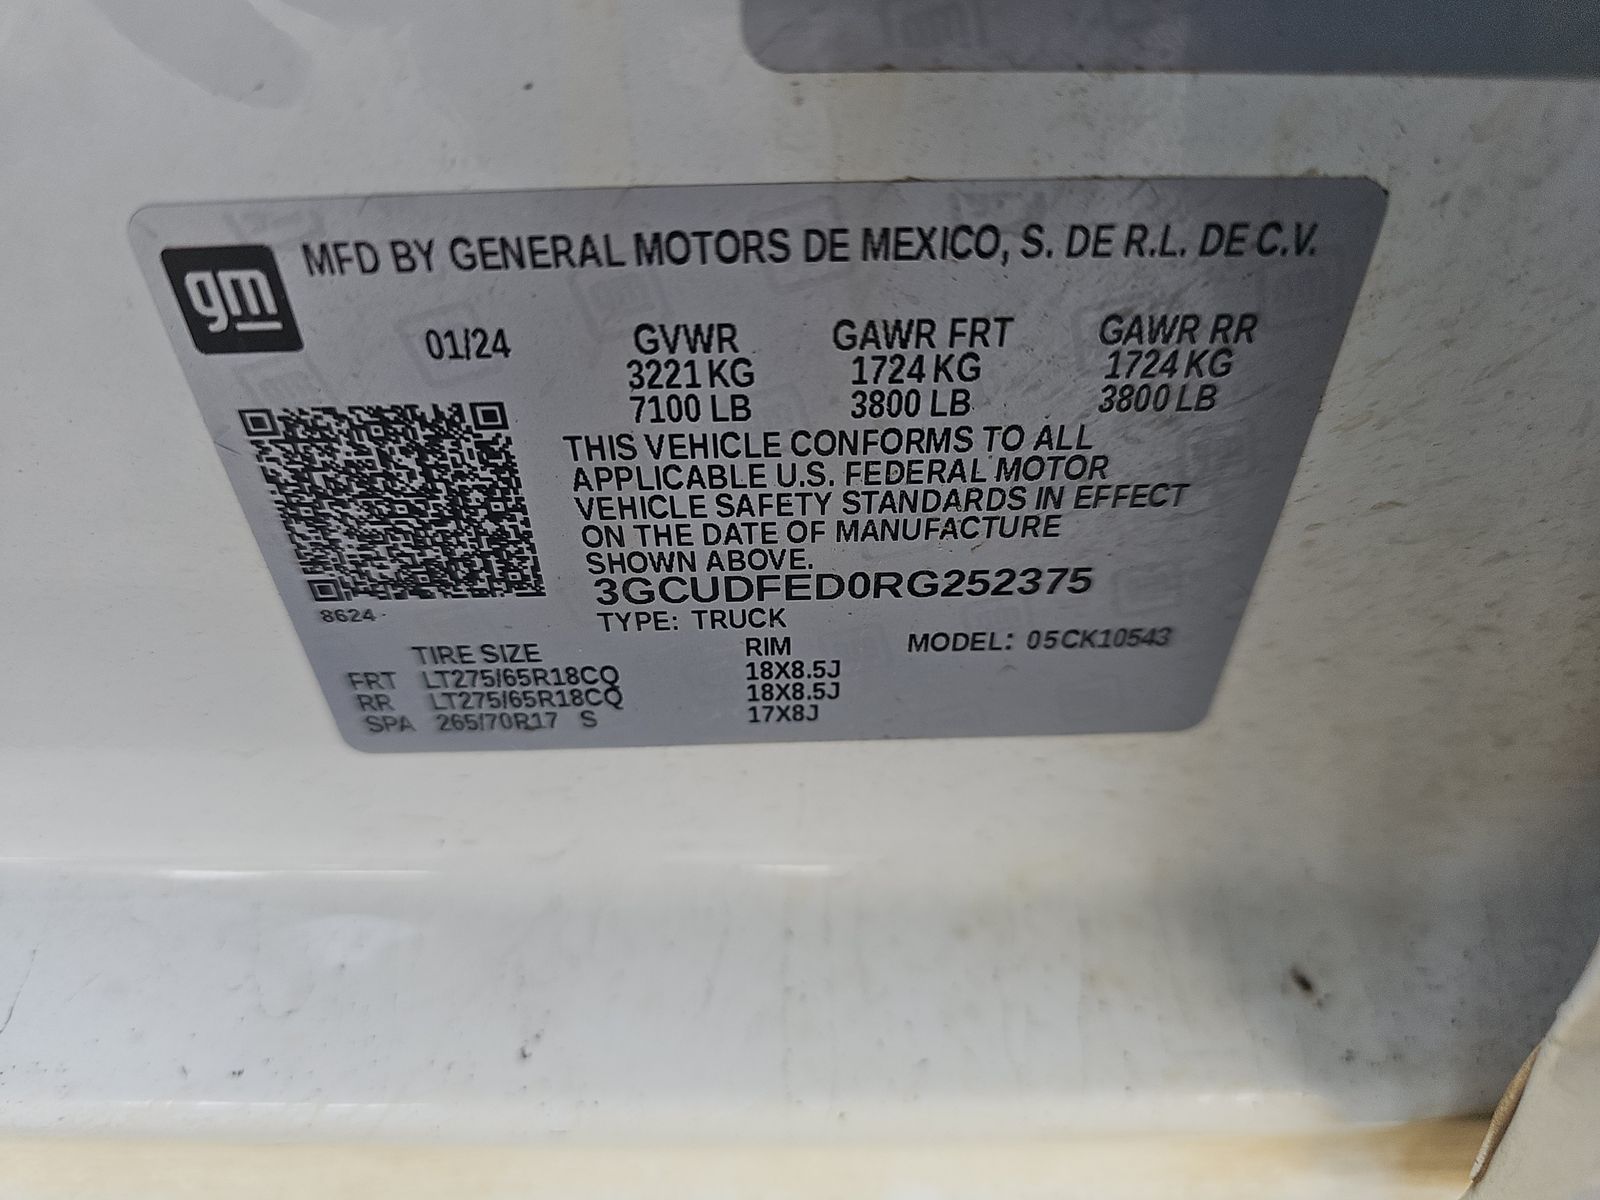 gm
MFD BY GENERAL MOTORS DE MEXICO, S. DE R.L. DE C.V.
01/24 GVWR GAWR FRT GAWR RR
3221 KG 1724 KG 1724 KG
7100 LB 3800 LB 3800 LB
THIS VEHICLE CONFORMS TO ALL
APPLICABLE U.S. FEDERAL MOTOR
VEHICLE SAFETY STANDARDS IN EFFECT
ON THE DATE OF MANUFACTURE
SHOWN ABOVE.
3GCUDFED0RG252375
8624
TYPE: TRUCK
TIRE SIZE RIM MODEL: 05CK10543
FRT LT275/65R18CQ 18X8.5J
RR LT275/65R18CQ 18X8.5J
SPA 265/70R17 S 17X8J